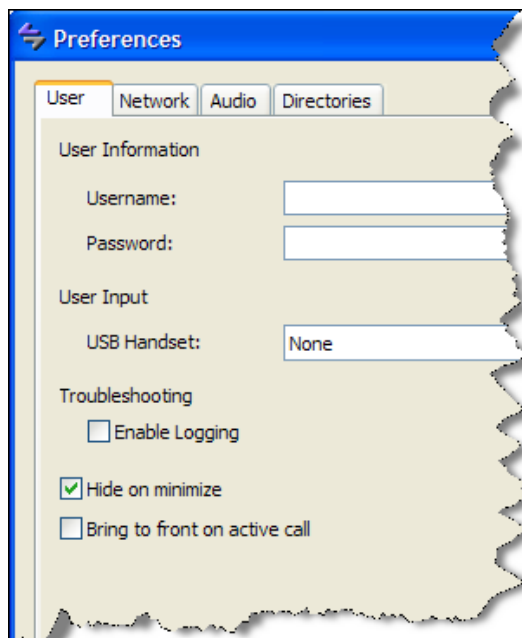 Preferences
User Network Audio Directories
User Information
Username:
Password:
User Input
USB Handset: None
Troubleshooting
Enable Logging
Hide on minimize
Bring to front on active call